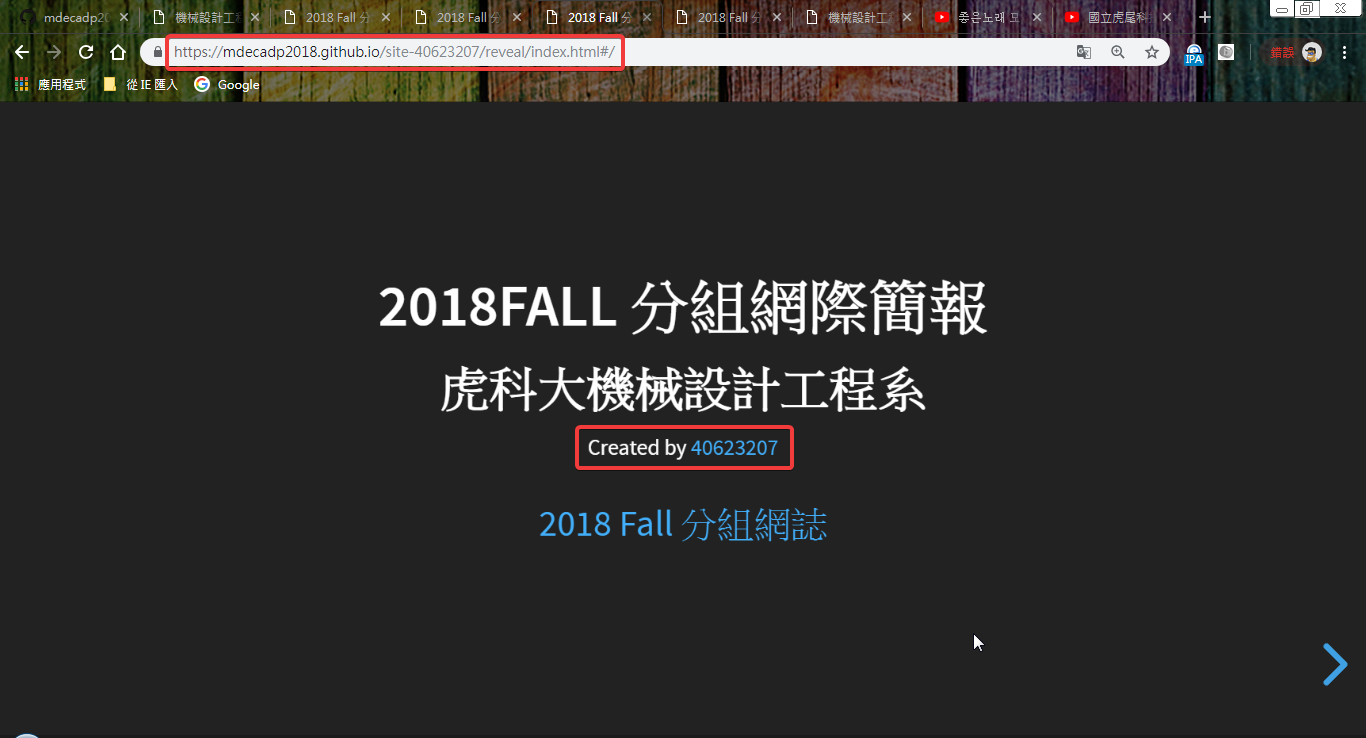 mdecadp20
機械設計工程
2018 Fall 分
2018 Fall 分
2018 Fall 分
2018 Fall 分
機械設計工
좋은노래 모
國立虎尾科
https://mdecadp2018.github.io/site-40623207/reveal/index.html#/
IPA
錯誤
應用程式
從 IE 匯入
Google
2018FALL 分組網際簡報
虎科大機械設計工程系
Created by 40623207
2018 Fall 分組網誌